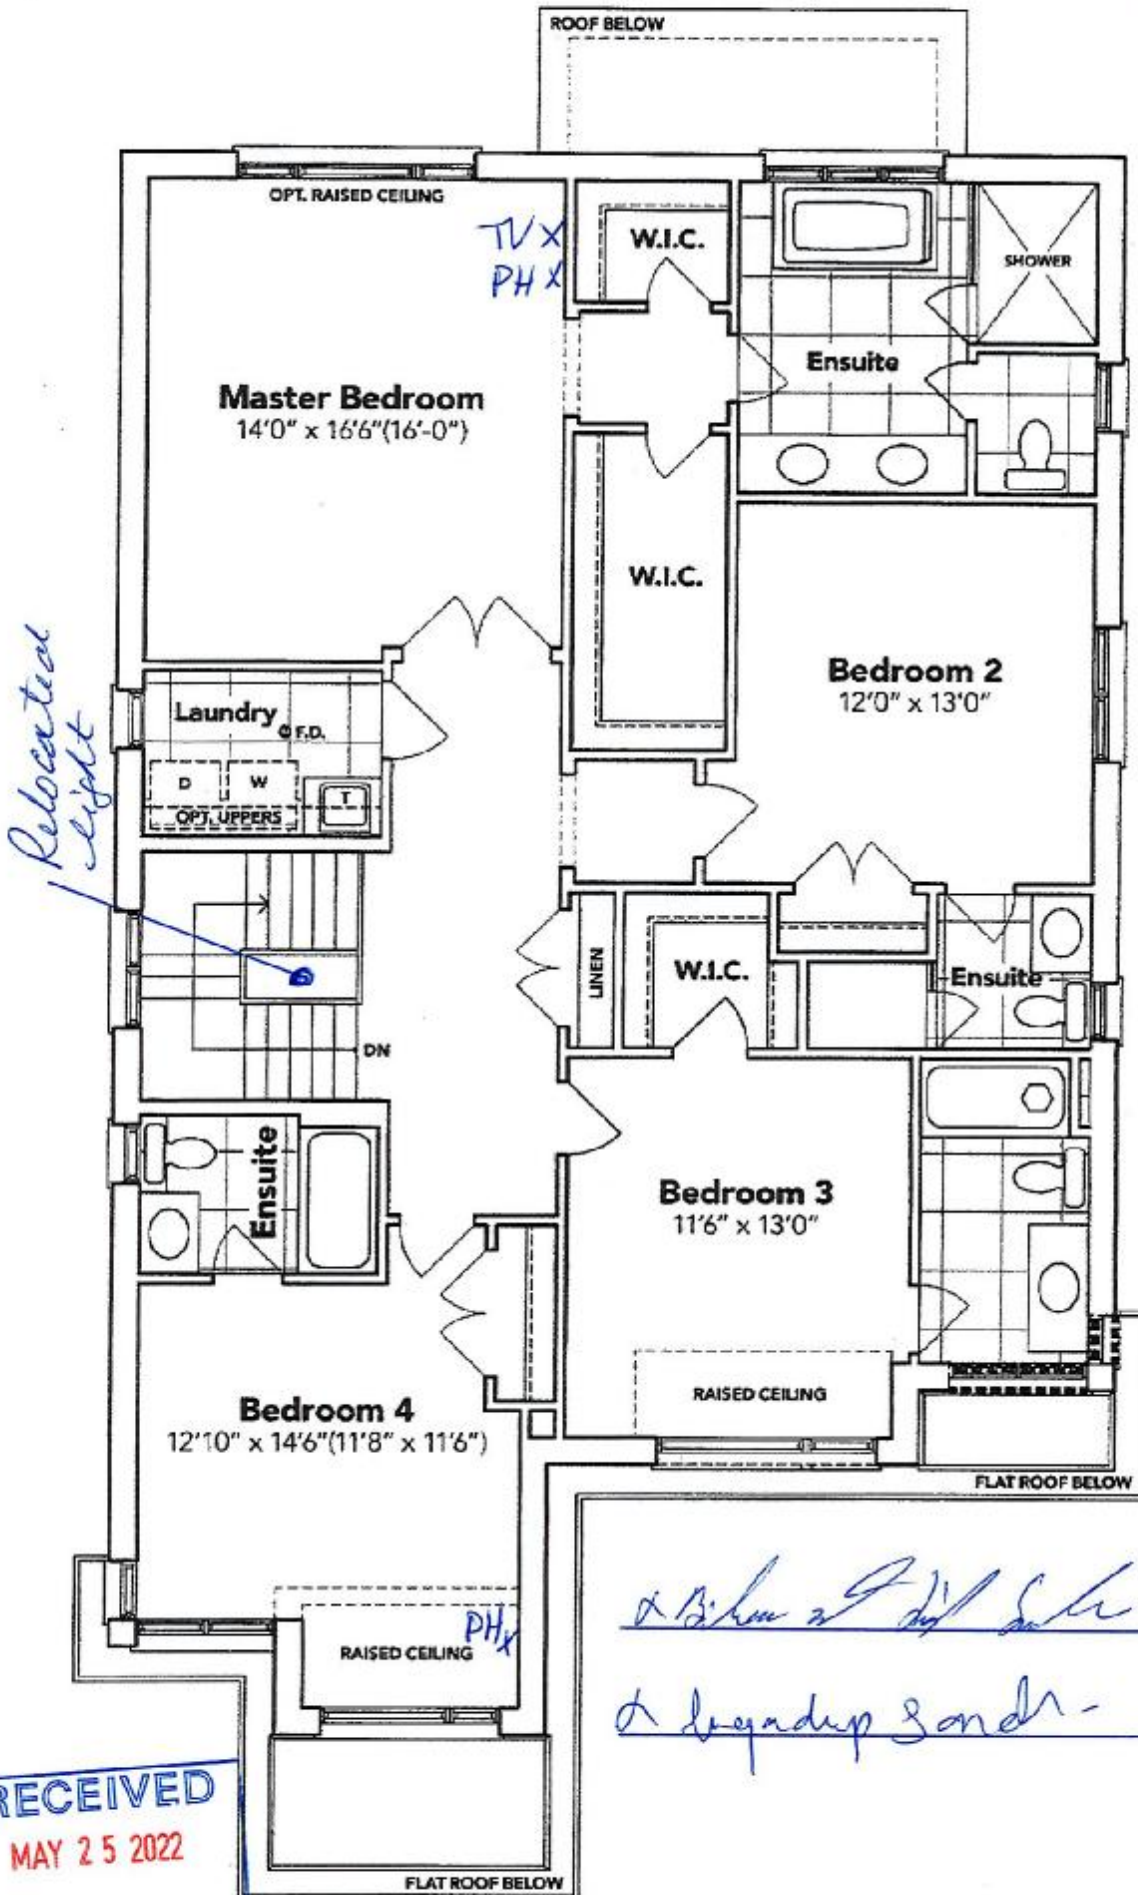 ROOF BELOW
OPT. RAISED CEILING
TV X
PH X
W.I.C.
SHOWER
Ensuite
Master Bedroom
14'0" x 16'6"(16'-0")
W.I.C.
Bedroom 2
12'0" x 13'0"
Relocated
light
Laundry
F.D.
D
W
T
OPT. UPPERS
LINEN
W.I.C.
Ensuite
DN
Ensuite
Bedroom 3
11'6" x 13'0"
RAISED CEILING
Bedroom 4
12'10" x 14'6"(11'8" x 11'6")
FLAT ROOF BELOW
PH x
RAISED CEILING
RECEIVED
MAY 25 2022
FLAT ROOF BELOW